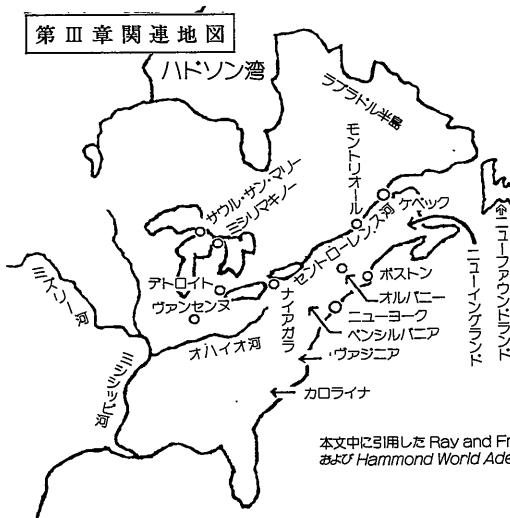 第Ⅲ章関連地図
ハドソン湾
ラブラドル半島
モントリオール
ケベック
サウル・サン・マリー
ミシリマキノー
セントローレンス河
㊭ニューファウンドランド
ニューイングランド
デトロイト
ヴァンセンヌ
ナイアガラ
ボストン
オルバニー
ニューヨーク
ペンシルバニア
ヴァジニア
カロライナ
オハイオ河
ミズリー河
ミシシッピ河
本文中に引用した Ray and Fr
および Hammond World Ade